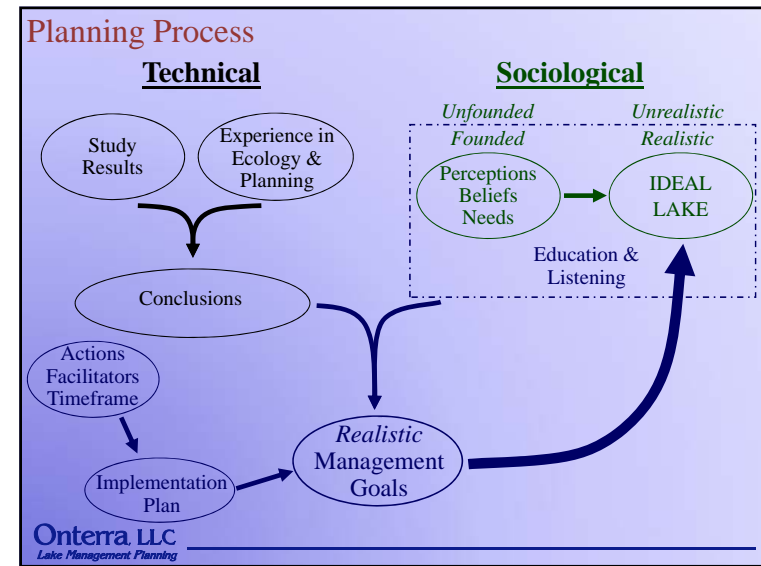 Planning Process
Technical
Sociological
Study
Results
Experience in
Ecology &
Planning
Unfounded
Unrealistic
Founded
Realistic
Perceptions
Beliefs
Needs
IDEAL
LAKE
Education &
Listening
Conclusions
Actions
Facilitators
Timeframe
Realistic
Management
Goals
Implementation
Plan
Onterra, LLC
Lake Management Planning